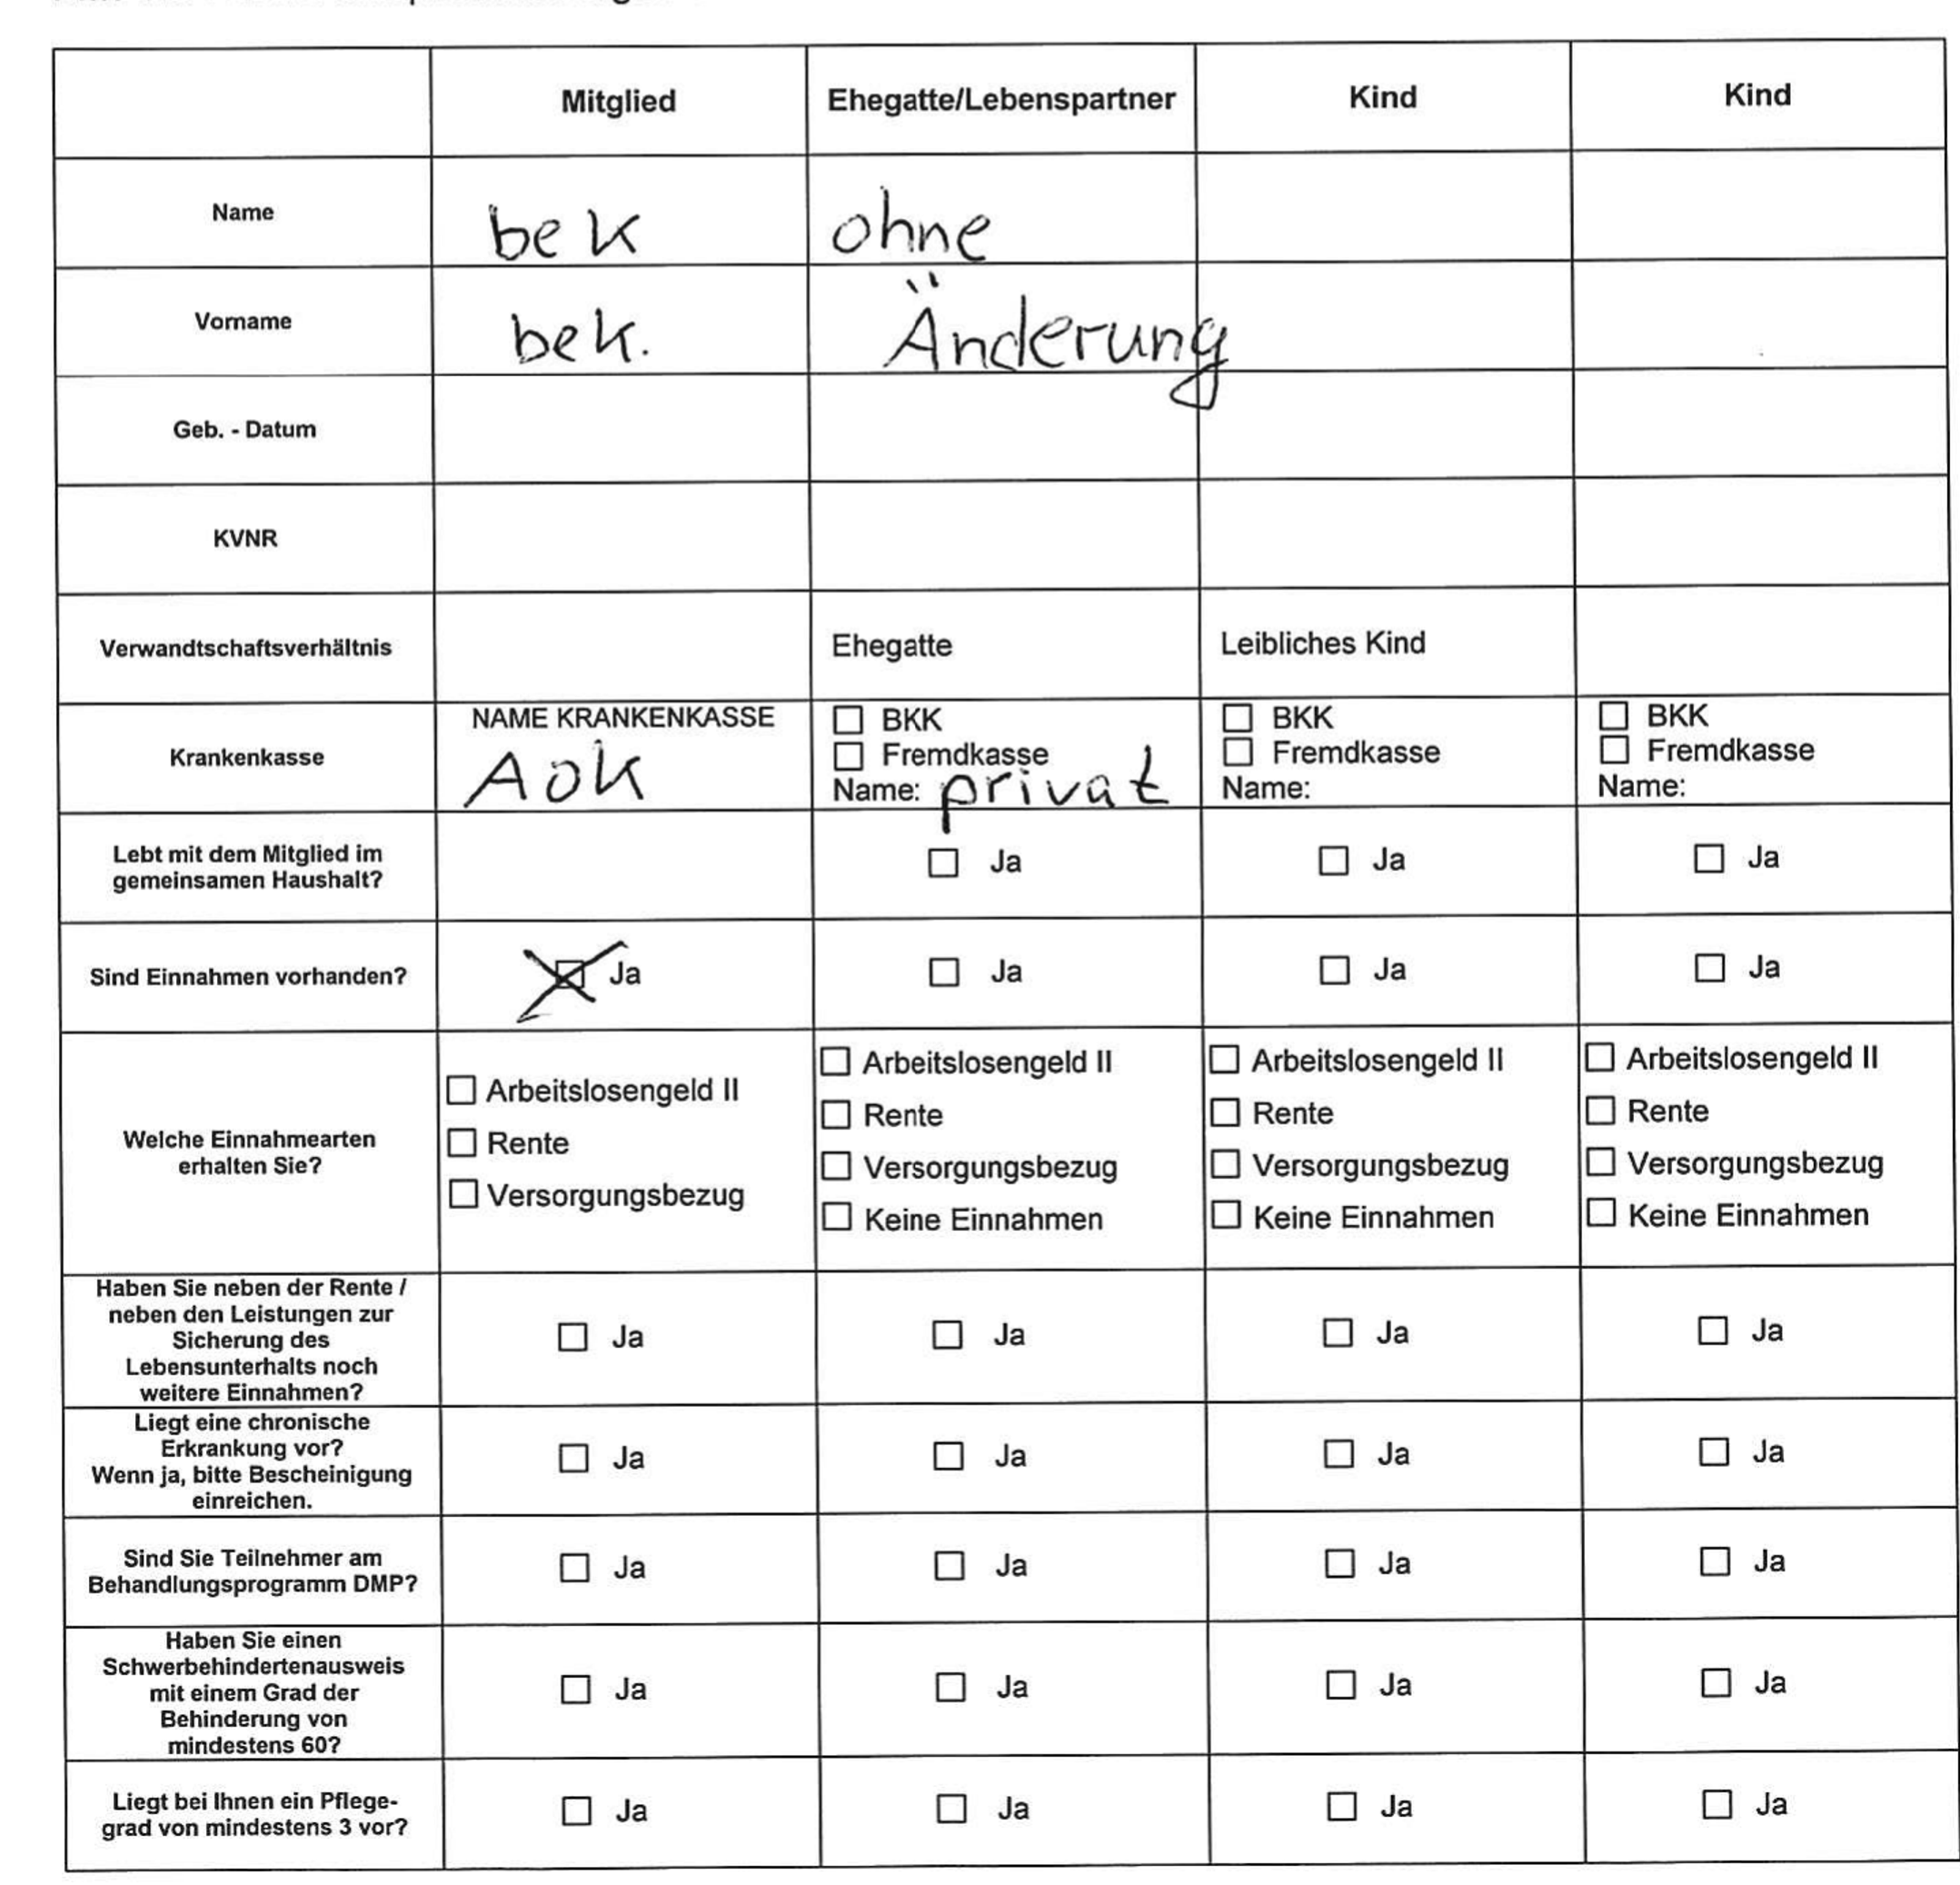 Mitglied Ehegatte/Lebenspartner Kind Kind
Name bek ohne
Vorname bek. Änderung
Geb. - Datum
KVNR
Verwandtschaftsverhältnis Ehegatte Leibliches Kind
Krankenkasse
NAME KRANKENKASSE
AOK
BKK
Fremdkasse
Name: privat
BKK
Fremdkasse
Name:
BKK
Fremdkasse
Name:
Lebt mit dem Mitglied im
gemeinsamen Haushalt?
Ja Ja Ja
Sind Einnahmen vorhanden? Ja Ja Ja Ja
Welche Einnahmearten
erhalten Sie?
Arbeitslosengeld II
Rente
Versorgungsbezug
Arbeitslosengeld II
Rente
Versorgungsbezug
Keine Einnahmen
Arbeitslosengeld II
Rente
Versorgungsbezug
Keine Einnahmen
Arbeitslosengeld II
Rente
Versorgungsbezug
Keine Einnahmen
Haben Sie neben der Rente /
neben den Leistungen zur
Sicherung des
Lebensunterhalts noch
weitere Einnahmen?
Ja Ja Ja Ja
Liegt eine chronische
Erkrankung vor?
Wenn ja, bitte Bescheinigung
einreichen.
Ja Ja Ja Ja
Sind Sie Teilnehmer am
Behandlungsprogramm DMP?
Ja Ja Ja Ja
Haben Sie einen
Schwerbehindertenausweis
mit einem Grad der
Behinderung von
mindestens 60?
Ja Ja Ja Ja
Liegt bei Ihnen ein Pflege-
grad von mindestens 3 vor?
Ja Ja Ja Ja